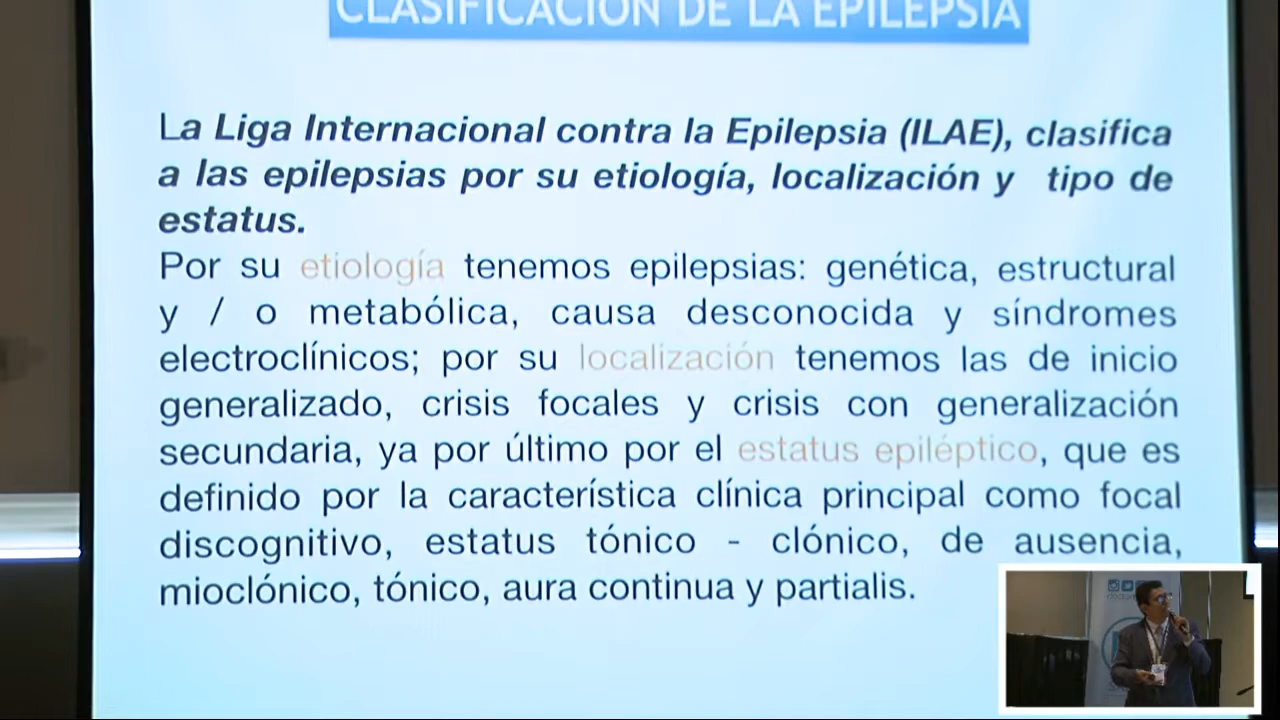 CLASIFICACIÓN DE LA EPILEPSIA
La Liga Internacional contra la Epilepsia (ILAE), clasifica
a las epilepsias por su etiología, localización y tipo de
estatus.
Por su etiología tenemos epilepsias: genética, estructural
y / o metabólica, causa desconocida y síndromes
electroclínicos; por su localización tenemos las de inicio
generalizado, crisis focales y crisis con generalización
secundaria, ya por último por el estatus epiléptico, que es
definido por la característica clínica principal como focal
discognitivo, estatus tónico - clónico, de ausencia,
mioclónico, tónico, aura continua y partialis.